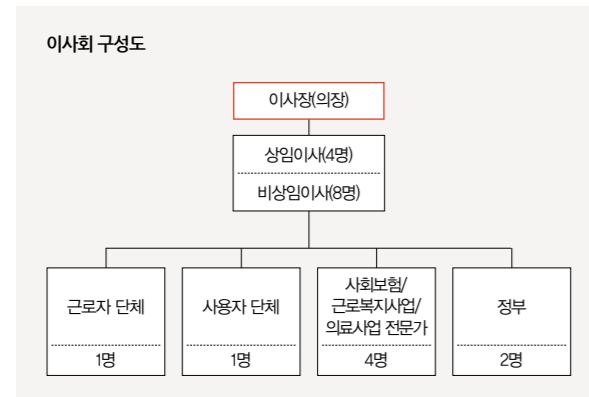 이사회 구성도
이사장(의장)
상임이사(4명)
비상임이사(8명)
근로자 단체
1명
사용자 단체
1명
사회보험/
근로복지사업/
의료사업 전문가
4명
정부
2명